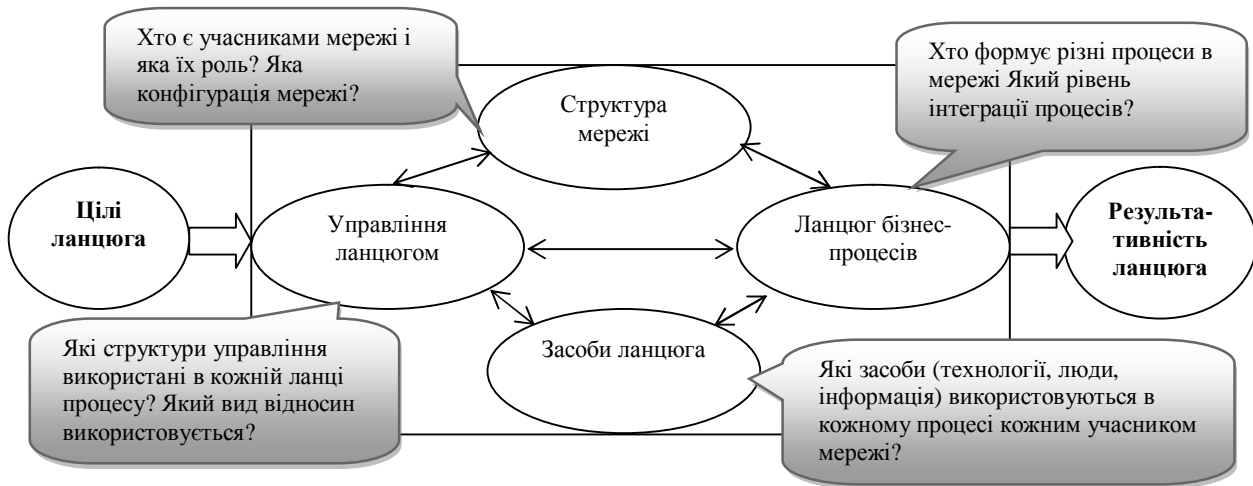 Хто є учасниками мережі і
яка їх роль? Яка
конфігурація мережі?
Хто формує різні процеси в
мережі Який рівень
інтеграції процесів?
Структура
мережі
Цілі
ланцюга
Управління
ланцюгом
Ланцюг бізнес-
процесів
Результа-
тивність
ланцюга
Засоби ланцюга
Які структури управління
використані в кожній ланці
процесу? Який вид відносин
використовується?
Які засоби (технології, люди,
інформація) використовуються в
кожному процесі кожним учасником
мережі?